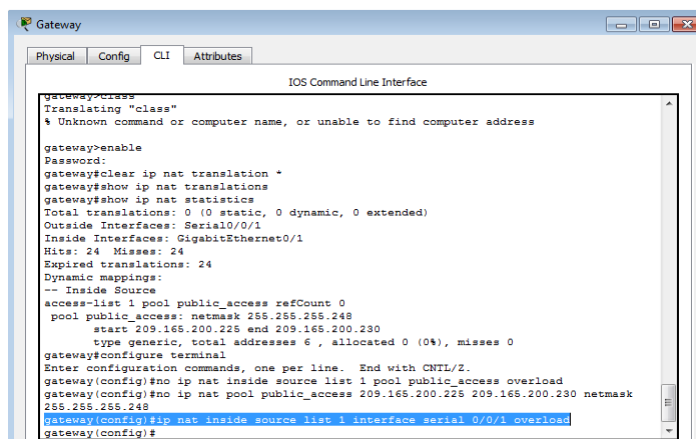 Gateway
Physical Config CLI Attributes
IOS Command Line Interface
gateway>class
Translating "class"
% Unknown command or computer name, or unable to find computer address
gateway>enable
Password:
gateway#clear ip nat translation *
gateway#show ip nat translations
gateway#show ip nat statistics
Total translations: 0 (0 static, 0 dynamic, 0 extended)
Outside Interfaces: Serial0/0/1
Inside Interfaces: GigabitEthernet0/1
Hits: 24 Misses: 24
Expired translations: 24
Dynamic mappings:
-- Inside Source
access-list 1 pool public_access refCount 0
pool public_access: netmask 255.255.255.248
start 209.165.200.225 end 209.165.200.230
type generic, total addresses 6 , allocated 0 (0%), misses 0
gateway#configure terminal
Enter configuration commands, one per line. End with CNTL/Z.
gateway(config)#no ip nat inside source list 1 pool public_access overload
gateway(config)#no ip nat pool public_access 209.165.200.225 209.165.200.230 netmask
255.255.255.248
gateway(config)#ip nat inside source list 1 interface serial 0/0/1 overload
gateway(config)#